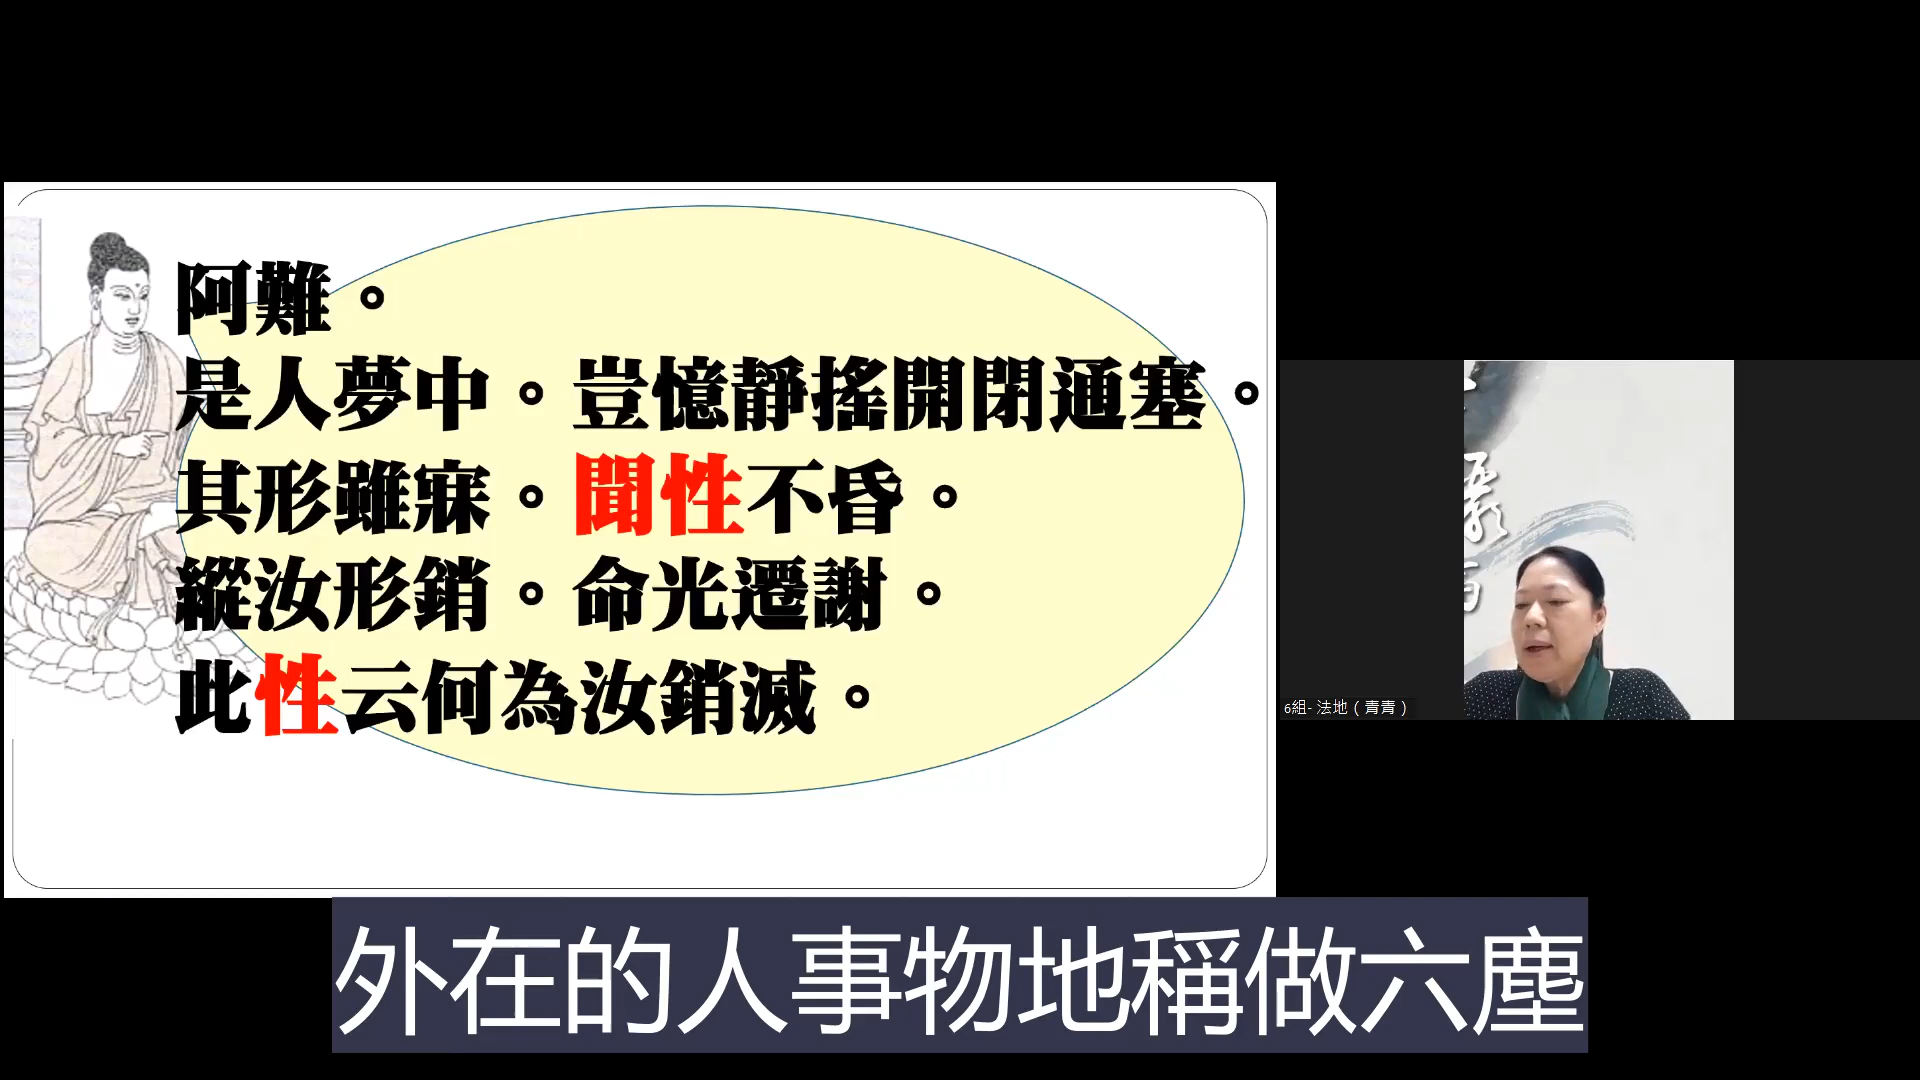 阿難。
是人夢中。豈憶靜搖開閉通塞。
其形雖寐。聞性不昏。
縱汝形銷。命光遷謝。
此性云何為汝銷滅。
6組- 法地（青青）
外在的人事物地稱做六塵